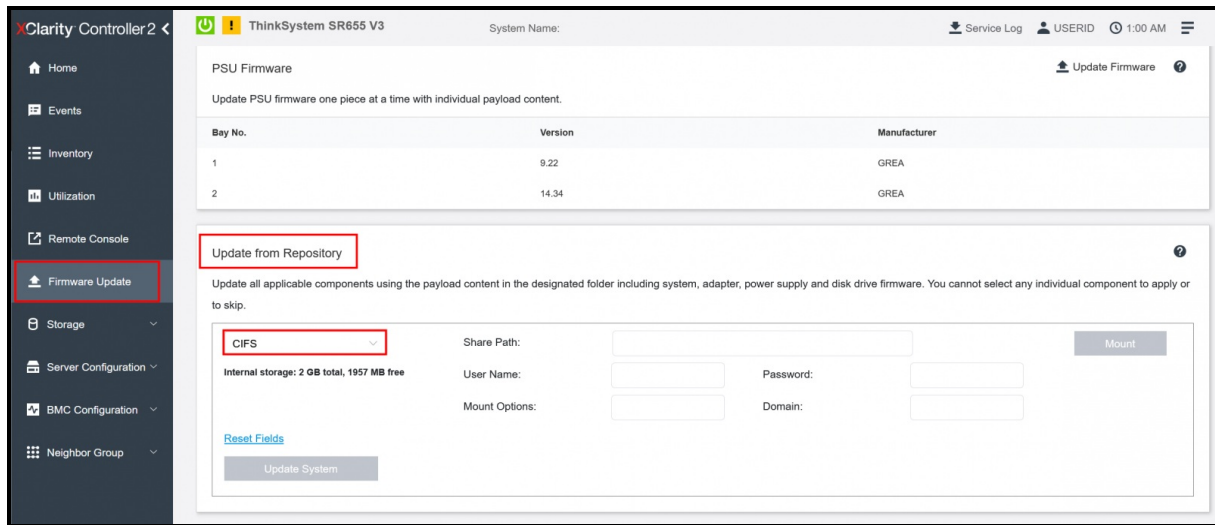 XClarity Controller 2
ThinkSystem SR655 V3
System Name:
Service Log
USERID
1:00 AM
Home
Events
Inventory
Utilization
Remote Console
Firmware Update
Storage
Server Configuration
BMC Configuration
Neighbor Group
PSU Firmware
Update Firmware
Update PSU firmware one piece at a time with individual payload content.
Bay No. Version Manufacturer
1 9.22 GREA
2 14.34 GREA
Update from Repository
Update all applicable components using the payload content in the designated folder including system, adapter, power supply and disk drive firmware. You cannot select any individual component to apply or
to skip.
CIFS
Share Path:
Mount
Internal storage: 2 GB total, 1957 MB free
User Name:
Password:
Mount Options:
Domain:
Reset Fields
Update System